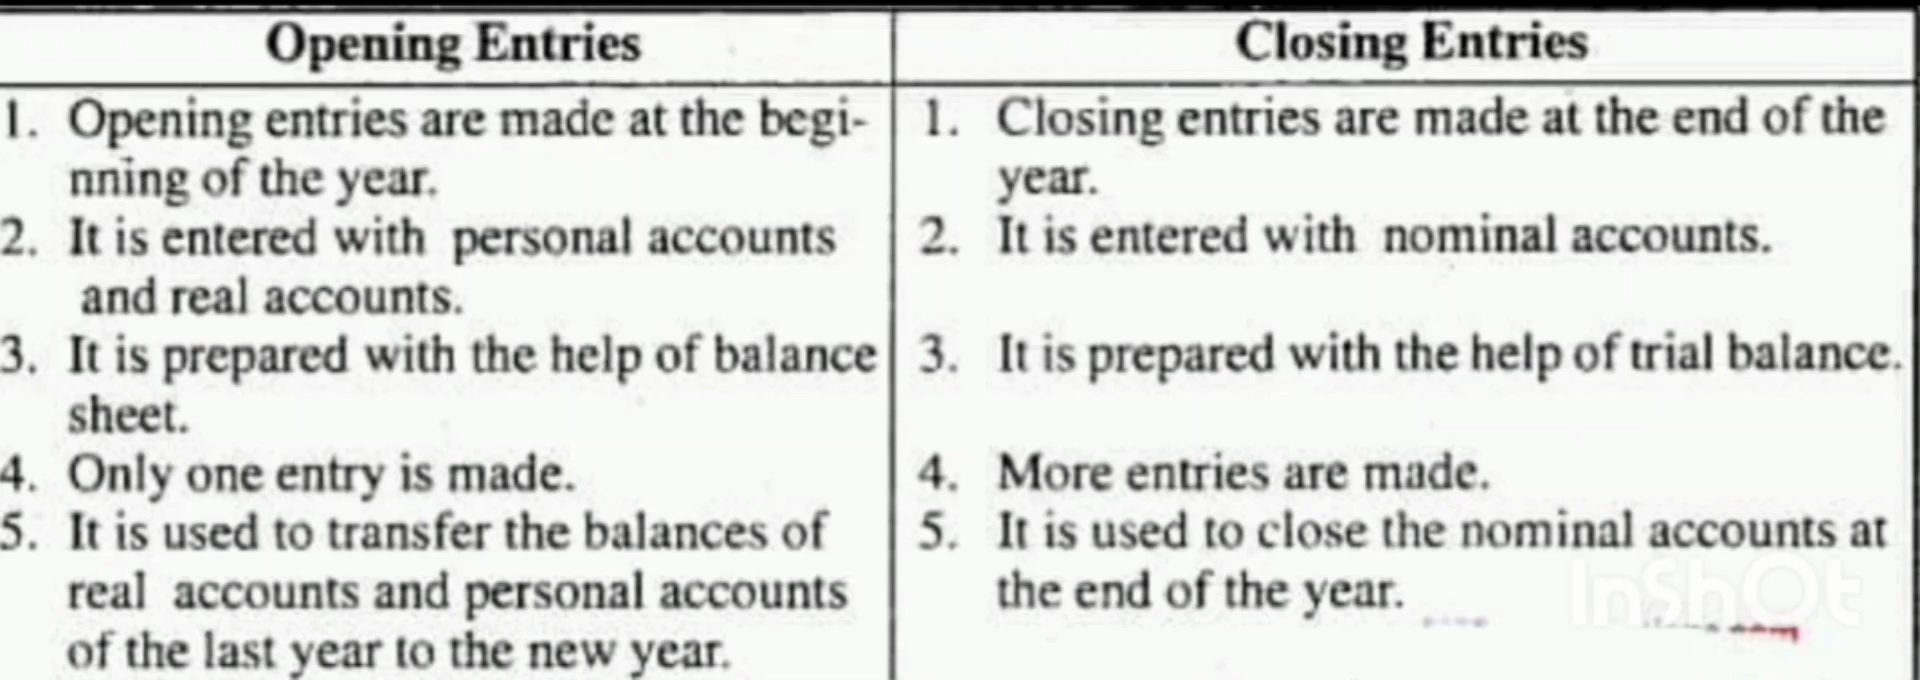 Opening Entries
1. Opening entries are made at the begi-
nning of the year.
2. It is entered with personal accounts
and real accounts.
3. It is prepared with the help of balance
sheet.
4. Only one entry is made.
5. It is used to transfer the balances of
real accounts and personal accounts
of the last year to the new year.
Closing Entries
1. Closing entries are made at the end of the
year.
2. It is entered with nominal accounts.
3. It is prepared with the help of trial balance.
4. More entries are made.
5. It is used to close the nominal accounts at
the end of the year.
InShOt